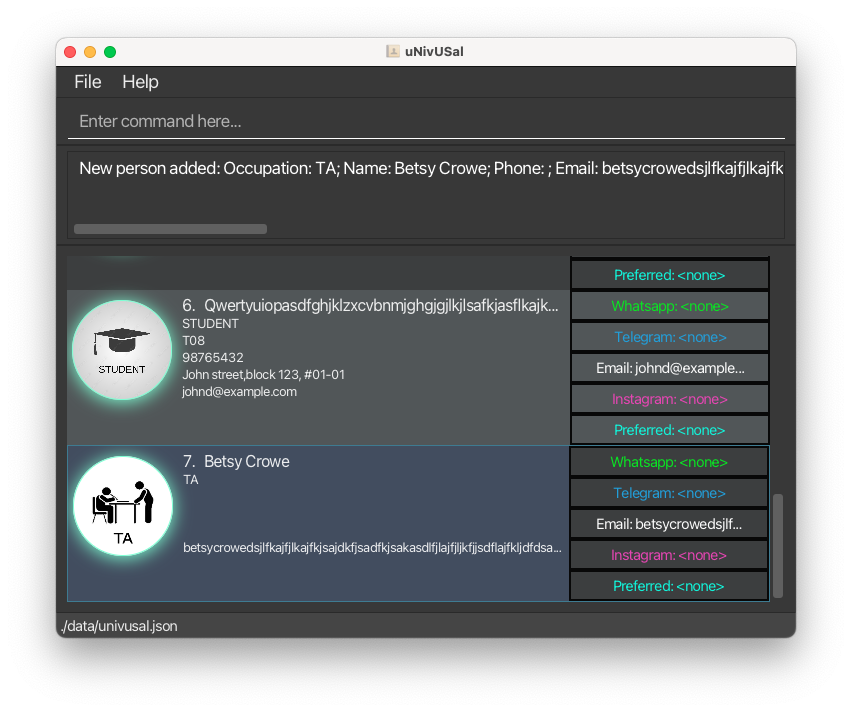 uNivUSal
File Help
Enter command here...
New person added: Occupation: TA; Name: Betsy Crowe; Phone: ; Email: betsycrowedsjlfkajfjlkajfk
Preferred: <none>
6. Qwertyuiopasdfghjklzxcvbnmjghgjgjlkjlsafkjasflkajk...
STUDENT
T08
98765432
John street,block 123, #01-01
johnd@example.com
STUDENT
Whatsapp: <none>
Telegram: <none>
Email: johnd@example...
Instagram: <none>
Preferred: <none>
7. Betsy Crowe
TA
betsycrowedsjlfkajfjlkajfkjsajdkfjsadfkjsakasdlfjlajfjljkfjjsdflajfkljdfdsa...
TA
Whatsapp: <none>
Telegram: <none>
Email: betsycrowedsjlf...
Instagram: <none>
Preferred: <none>
./data/univusal.json